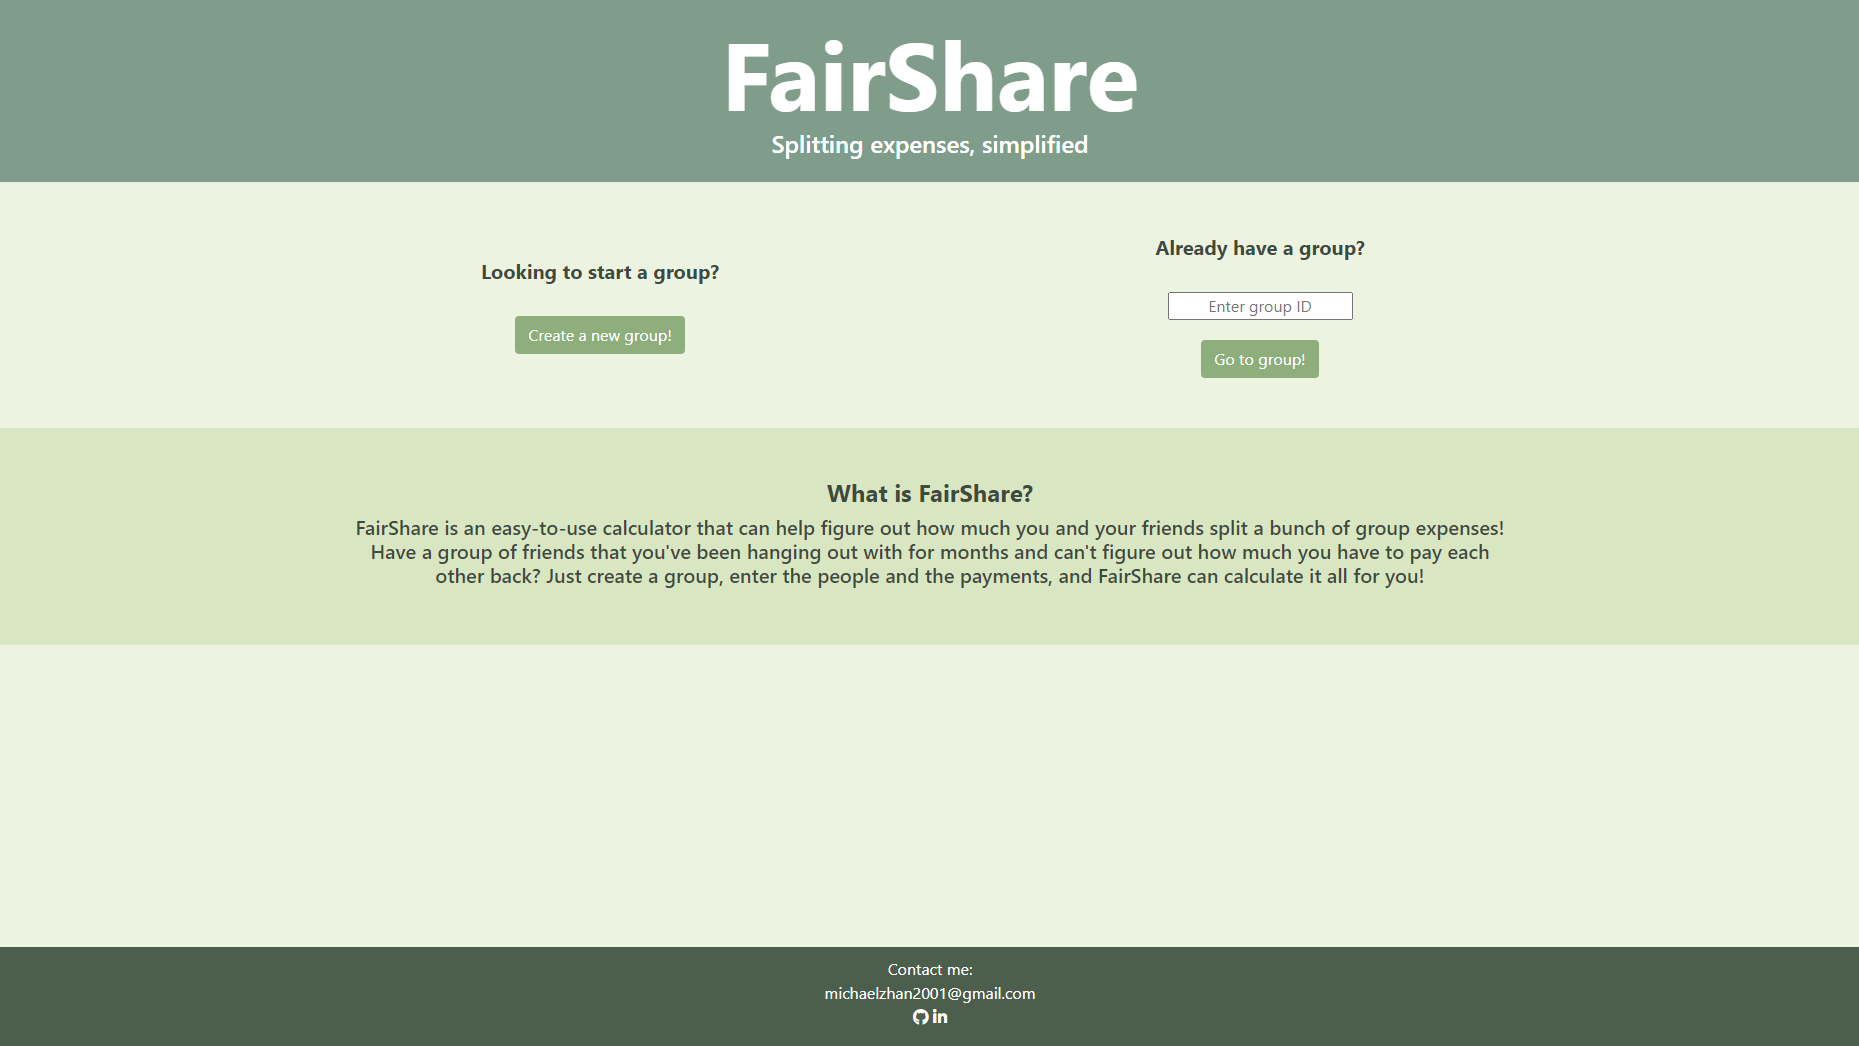 FairShare
Splitting expenses, simplified
Looking to start a group?
Create a new group!
Already have a group?
Enter group ID
Go to group!
What is FairShare?
FairShare is an easy-to-use calculator that can help figure out how much you and your friends split a bunch of group expenses!
Have a group of friends that you've been hanging out with for months and can't figure out how much you have to pay each
other back? Just create a group, enter the people and the payments, and FairShare can calculate it all for you!
Contact me:
michaelzhan2001@gmail.com
in